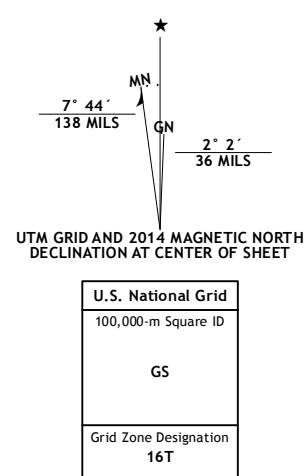 ★
MN
7° 44´
138 MILS
GN
2° 2´
36 MILS
UTM GRID AND 2014 MAGNETIC NORTH
DECLINATION AT CENTER OF SHEET
U.S. National Grid
100,000-m Square ID
GS
Grid Zone Designation
16T